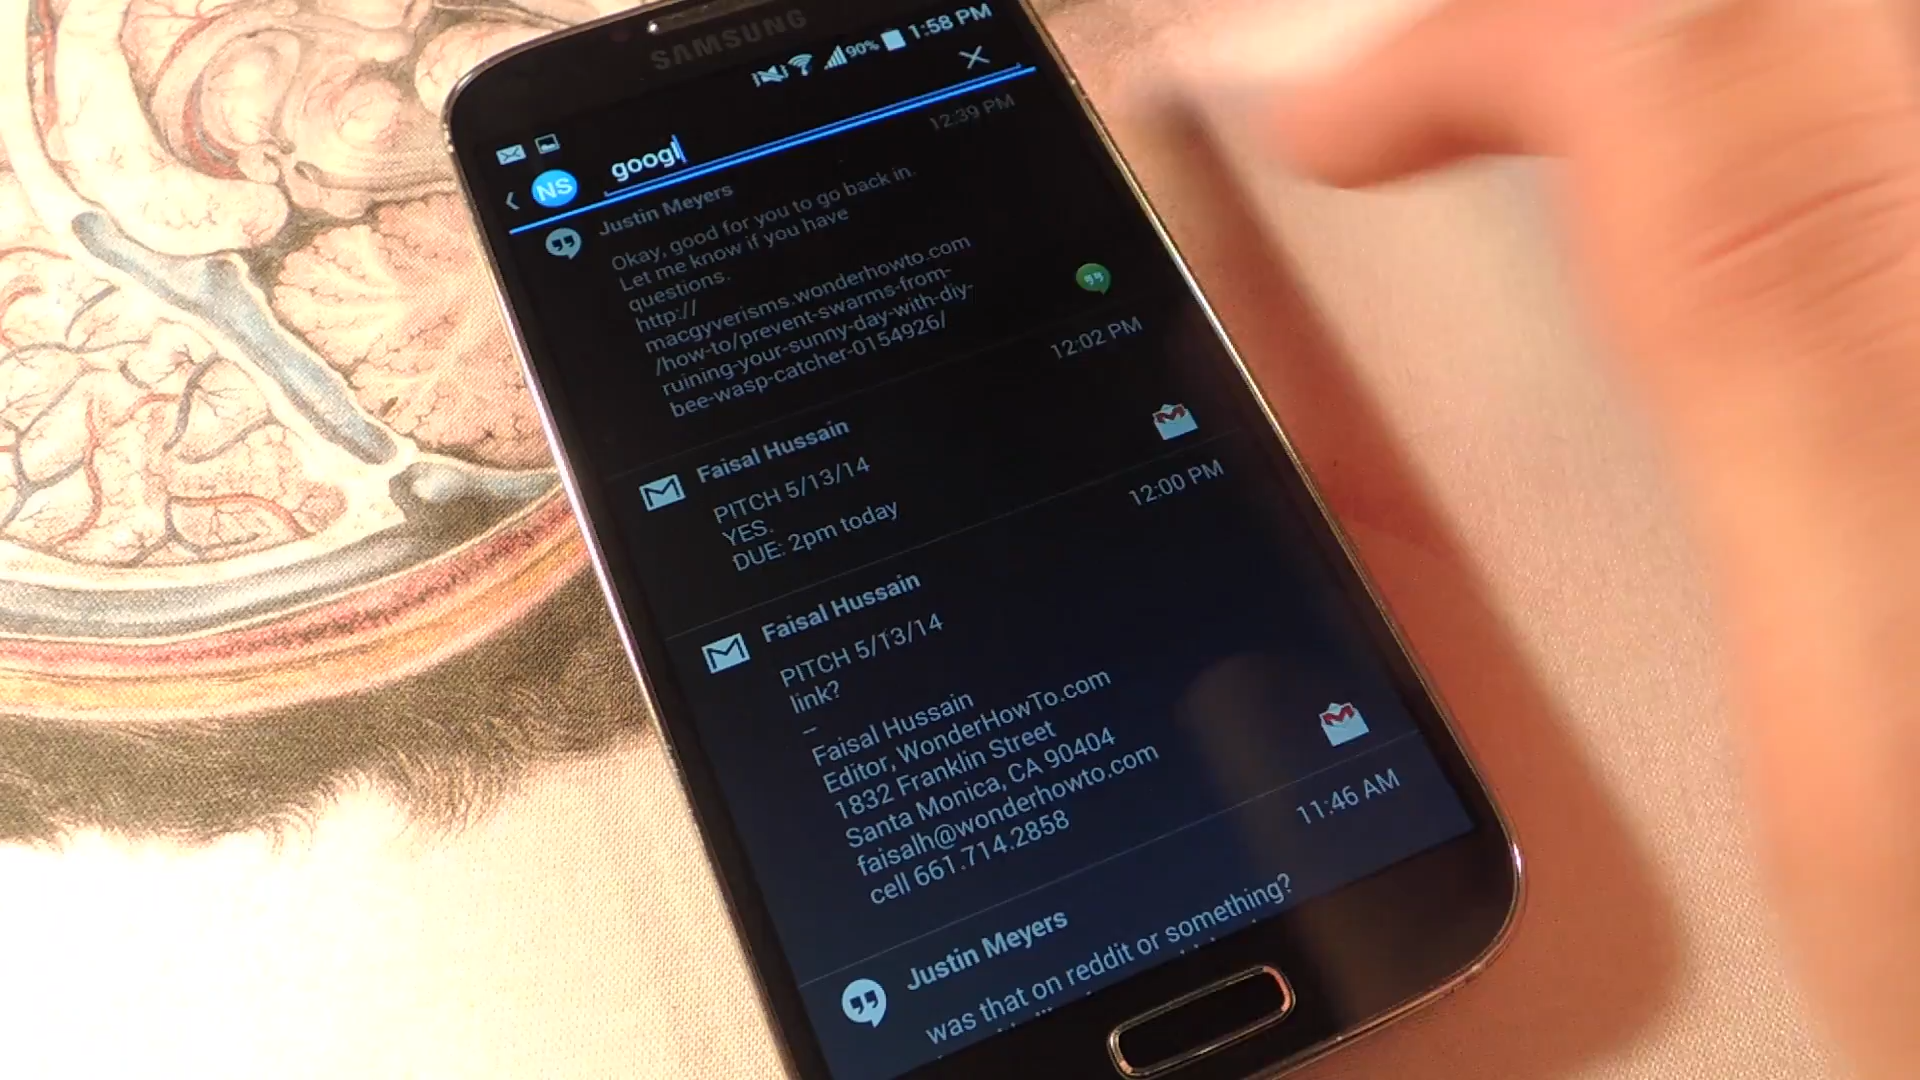 SAMSUNG
90% 1:58 PM
googl
NS
12:39 PM
Justin Meyers
Okay, good for you to go back in.
Let me know if you have
questions.
http://
macgyverisms.wonderhowto.com
/how-to/prevent-swarms-from-
ruining-your-sunny-day-with-diy-
bee-wasp-catcher-0154926/
12:02 PM
Faisal Hussain
PITCH 5/13/14
YES.
DUE: 2pm today
12:00 PM
Faisal Hussain
PITCH 5/13/14
link?
--
Faisal Hussain
Editor, WonderHowTo.com
1832 Franklin Street
Santa Monica, CA 90404
faisalh@wonderhowto.com
cell 661.714.2858
11:46 AM
Justin Meyers
was that on reddit or something?